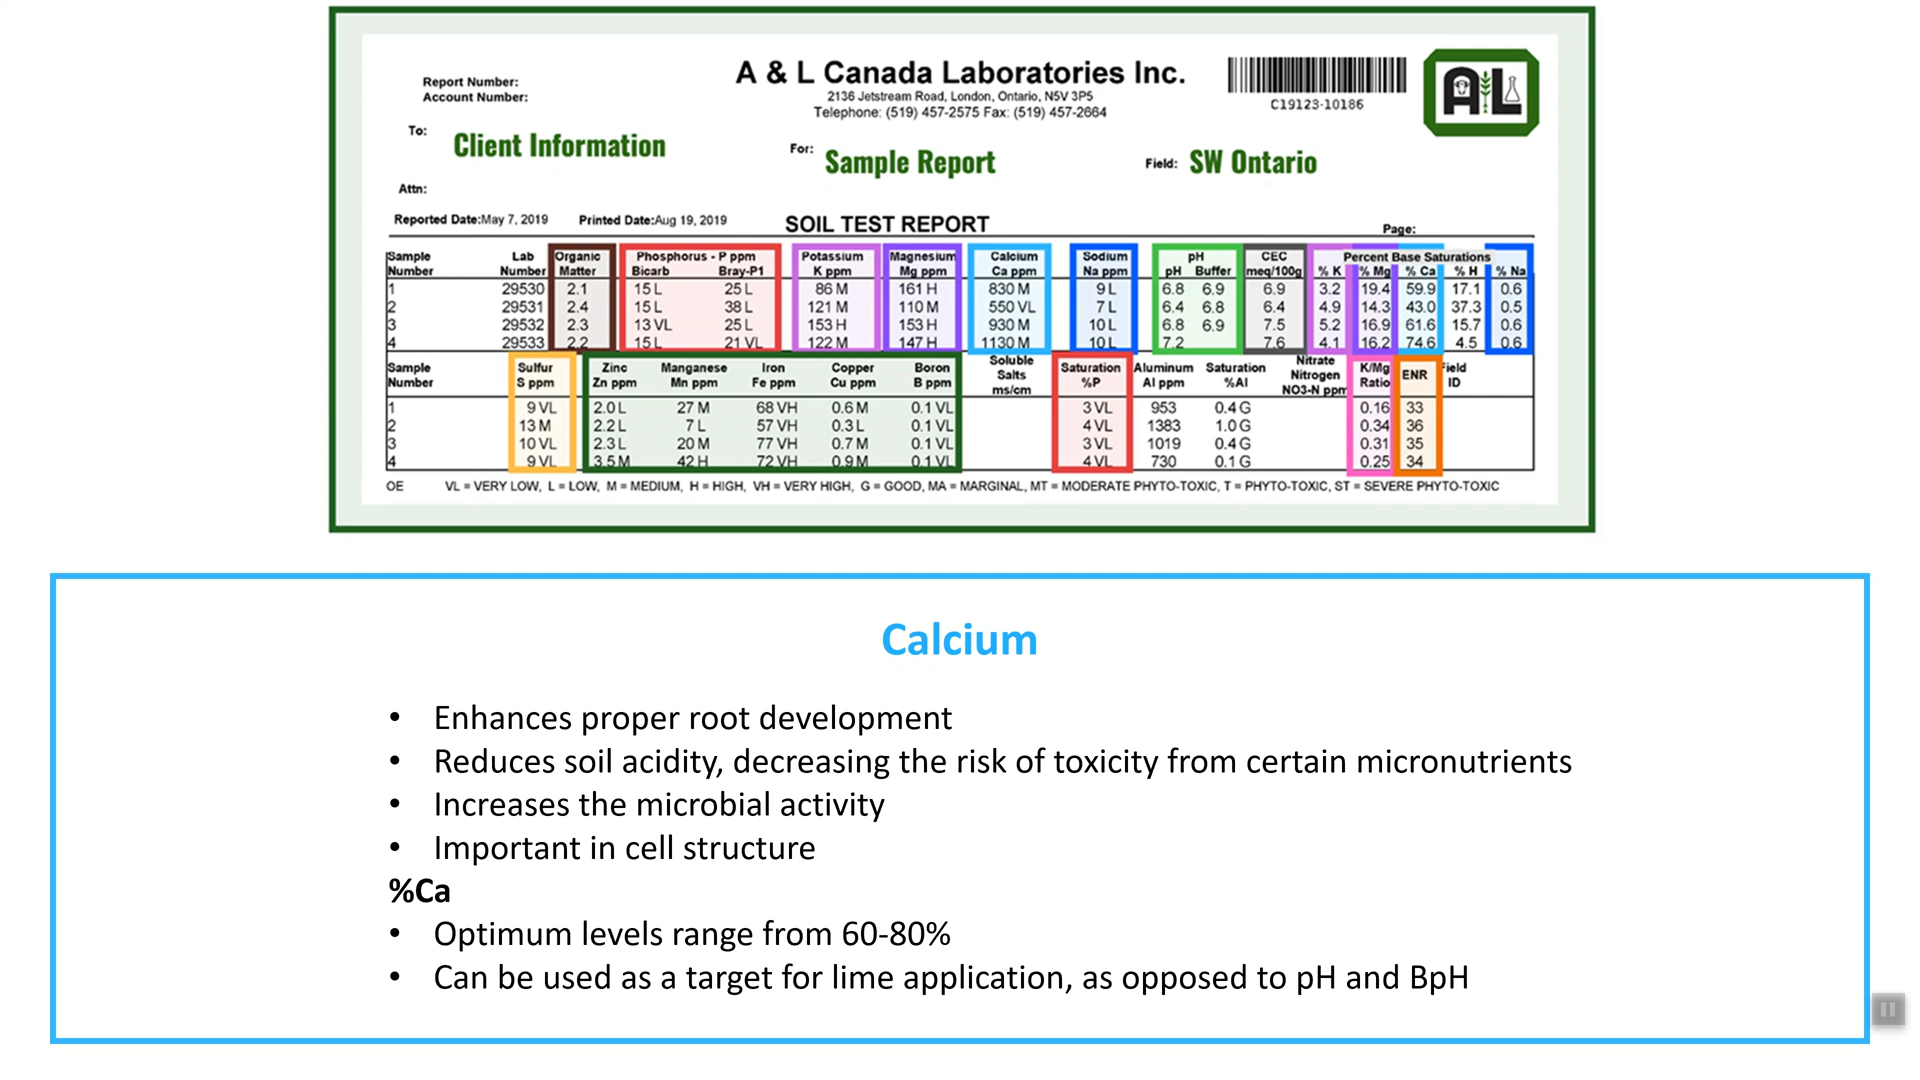 Report Number:
Account Number:
A & L Canada Laboratories Inc.
2136 Jetstream Road, London, Ontario, N5V 3P5
Telephone: (519) 457-2575 Fax: (519) 457-2664
C19123-10186
A L
To: Client Information
For: Sample Report
Field: SW Ontario
Attn:
Reported Date:May 7, 2019 Printed Date:Aug 19, 2019 SOIL TEST REPORT Page:
Sample Lab Organic Phosphorus - P ppm Potassium Magnesium Calcium Sodium pH CEC Percent Base Saturations
Number Number Matter Bicarb Bray-P1 K ppm Mg ppm Ca ppm Na ppm pH Buffer meq/100g % K % Mg % Ca % H % Na
1 29530 2.1 15 L 25 L 86 M 161 H 830 M 9 L 6.8 6.9 6.9 3.2 19.4 59.9 17.1 0.6
2 29531 2.4 15 L 38 L 121 M 110 M 550 VL 7 L 6.4 6.8 6.4 4.9 14.3 43.0 37.3 0.5
3 29532 2.3 13 VL 25 L 153 H 153 H 930 M 10 L 6.8 6.9 7.5 5.2 16.9 61.6 15.7 0.6
4 29533 2.2 15 L 21 VL 122 M 147 H 1130 M 10 L 7.2 7.6 4.1 16.2 74.6 4.5 0.6
Sample Sulfur Zinc Manganese Iron Copper Boron Soluble Saturation Aluminum Saturation Nitrate K/Mg ENR Field
Number S ppm Zn ppm Mn ppm Fe ppm Cu ppm B ppm Salts %P Al ppm %Al Nitrogen Ratio ID
ms/cm NO3-N ppm
1 9 VL 2.0 L 27 M 68 VH 0.6 M 0.1 VL 3 VL 953 0.4 G 0.16 33
2 13 M 2.2 L 7 L 57 VH 0.3 L 0.1 VL 4 VL 1383 1.0 G 0.34 36
3 10 VL 2.3 L 20 M 77 VH 0.7 M 0.1 VL 3 VL 1019 0.4 G 0.31 35
4 9 VL 3.5 M 42 H 72 VH 0.9 M 0.1 VL 4 VL 730 0.1 G 0.25 34
OE VL = VERY LOW, L = LOW, M = MEDIUM, H = HIGH, VH = VERY HIGH, G = GOOD, MA = MARGINAL, MT = MODERATE PHYTO-TOXIC, T = PHYTO-TOXIC, ST = SEVERE PHYTO-TOXIC
Calcium
• Enhances proper root development
• Reduces soil acidity, decreasing the risk of toxicity from certain micronutrients
• Increases the microbial activity
• Important in cell structure
%Ca
• Optimum levels range from 60-80%
• Can be used as a target for lime application, as opposed to pH and BpH